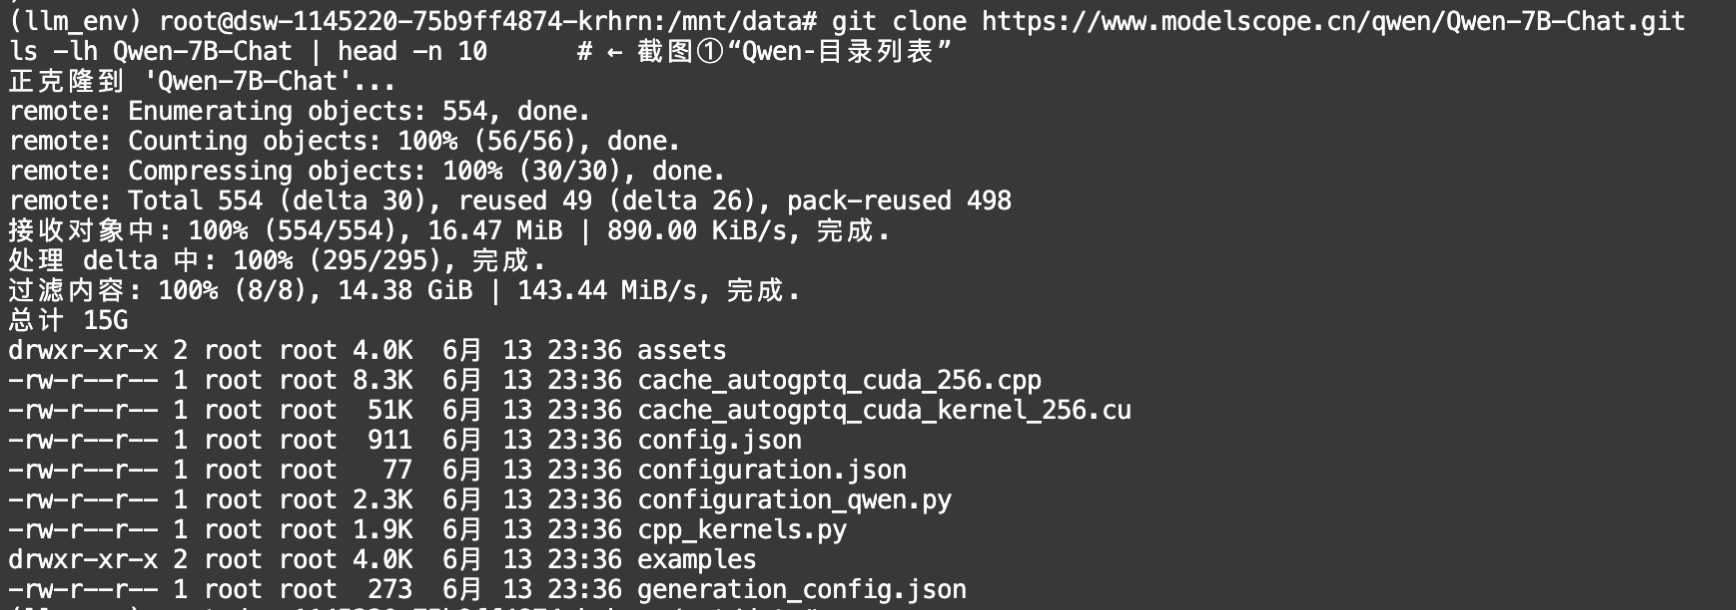 (llm_env) root@dsw-1145220-75b9ff4874-krhrn:/mnt/data# git clone https://www.modelscope.cn/qwen/Qwen-7B-Chat.git
ls -lh Qwen-7B-Chat | head -n 10      # ← 截图①“Qwen-目录列表”
正克隆到 'Qwen-7B-Chat'...
remote: Enumerating objects: 554, done.
remote: Counting objects: 100% (56/56), done.
remote: Compressing objects: 100% (30/30), done.
remote: Total 554 (delta 30), reused 49 (delta 26), pack-reused 498
接收对象中: 100% (554/554), 16.47 MiB | 890.00 KiB/s, 完成.
处理 delta 中: 100% (295/295), 完成.
过滤内容: 100% (8/8), 14.38 GiB | 143.44 MiB/s, 完成.
总计 15G
drwxr-xr-x 2 root root 4.0K  6月 13 23:36 assets
-rw-r--r-- 1 root root 8.3K  6月 13 23:36 cache_autogptq_cuda_256.cpp
-rw-r--r-- 1 root root  51K  6月 13 23:36 cache_autogptq_cuda_kernel_256.cu
-rw-r--r-- 1 root root  911  6月 13 23:36 config.json
-rw-r--r-- 1 root root   77  6月 13 23:36 configuration.json
-rw-r--r-- 1 root root 2.3K  6月 13 23:36 configuration_qwen.py
-rw-r--r-- 1 root root 1.9K  6月 13 23:36 cpp_kernels.py
drwxr-xr-x 2 root root 4.0K  6月 13 23:36 examples
-rw-r--r-- 1 root root  273  6月 13 23:36 generation_config.json